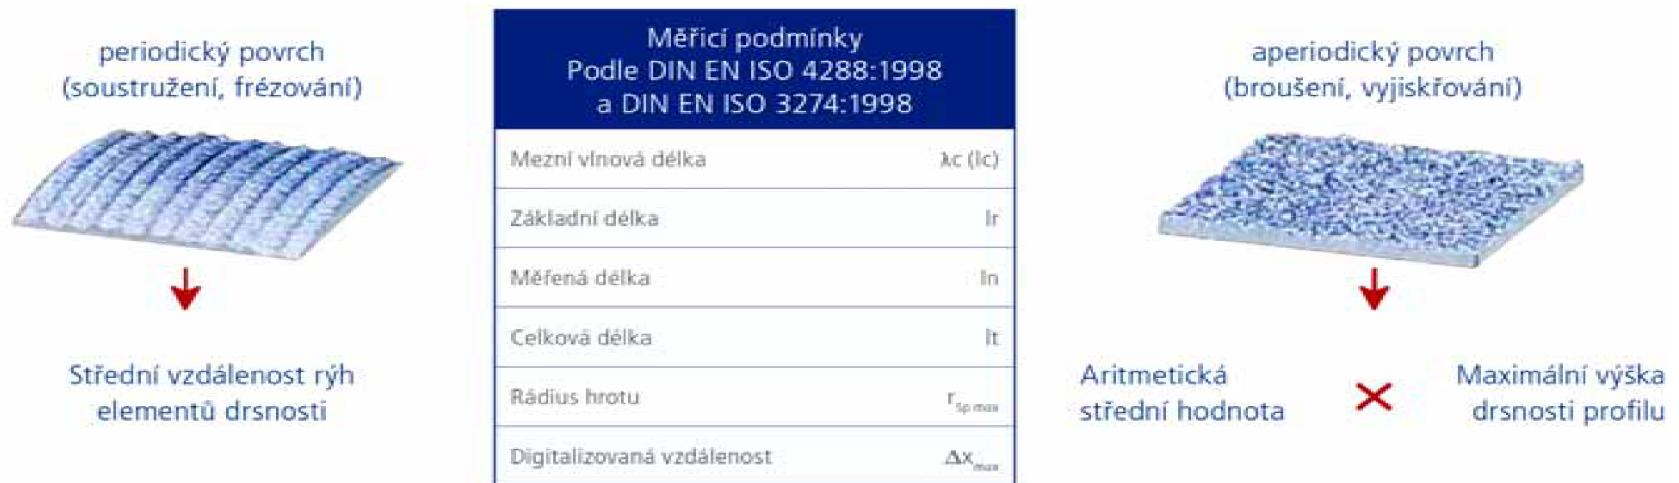 periodický povrch
(soustružení, frézování)
Střední vzdálenost rýh
elementů drsnosti
Měřicí podmínky
Podle DIN EN ISO 4288:1998
a DIN EN ISO 3274:1998
Mezní vlnová délka λc (lc)
Základní délka lr
Měřená délka ln
Celková délka lt
Rádius hrotu r Sp max
Digitalizovaná vzdálenost Δx max
aperiodický povrch
(broušení, vyjiskřování)
Aritmetická
střední hodnota
Maximální výška
drsnosti profilu